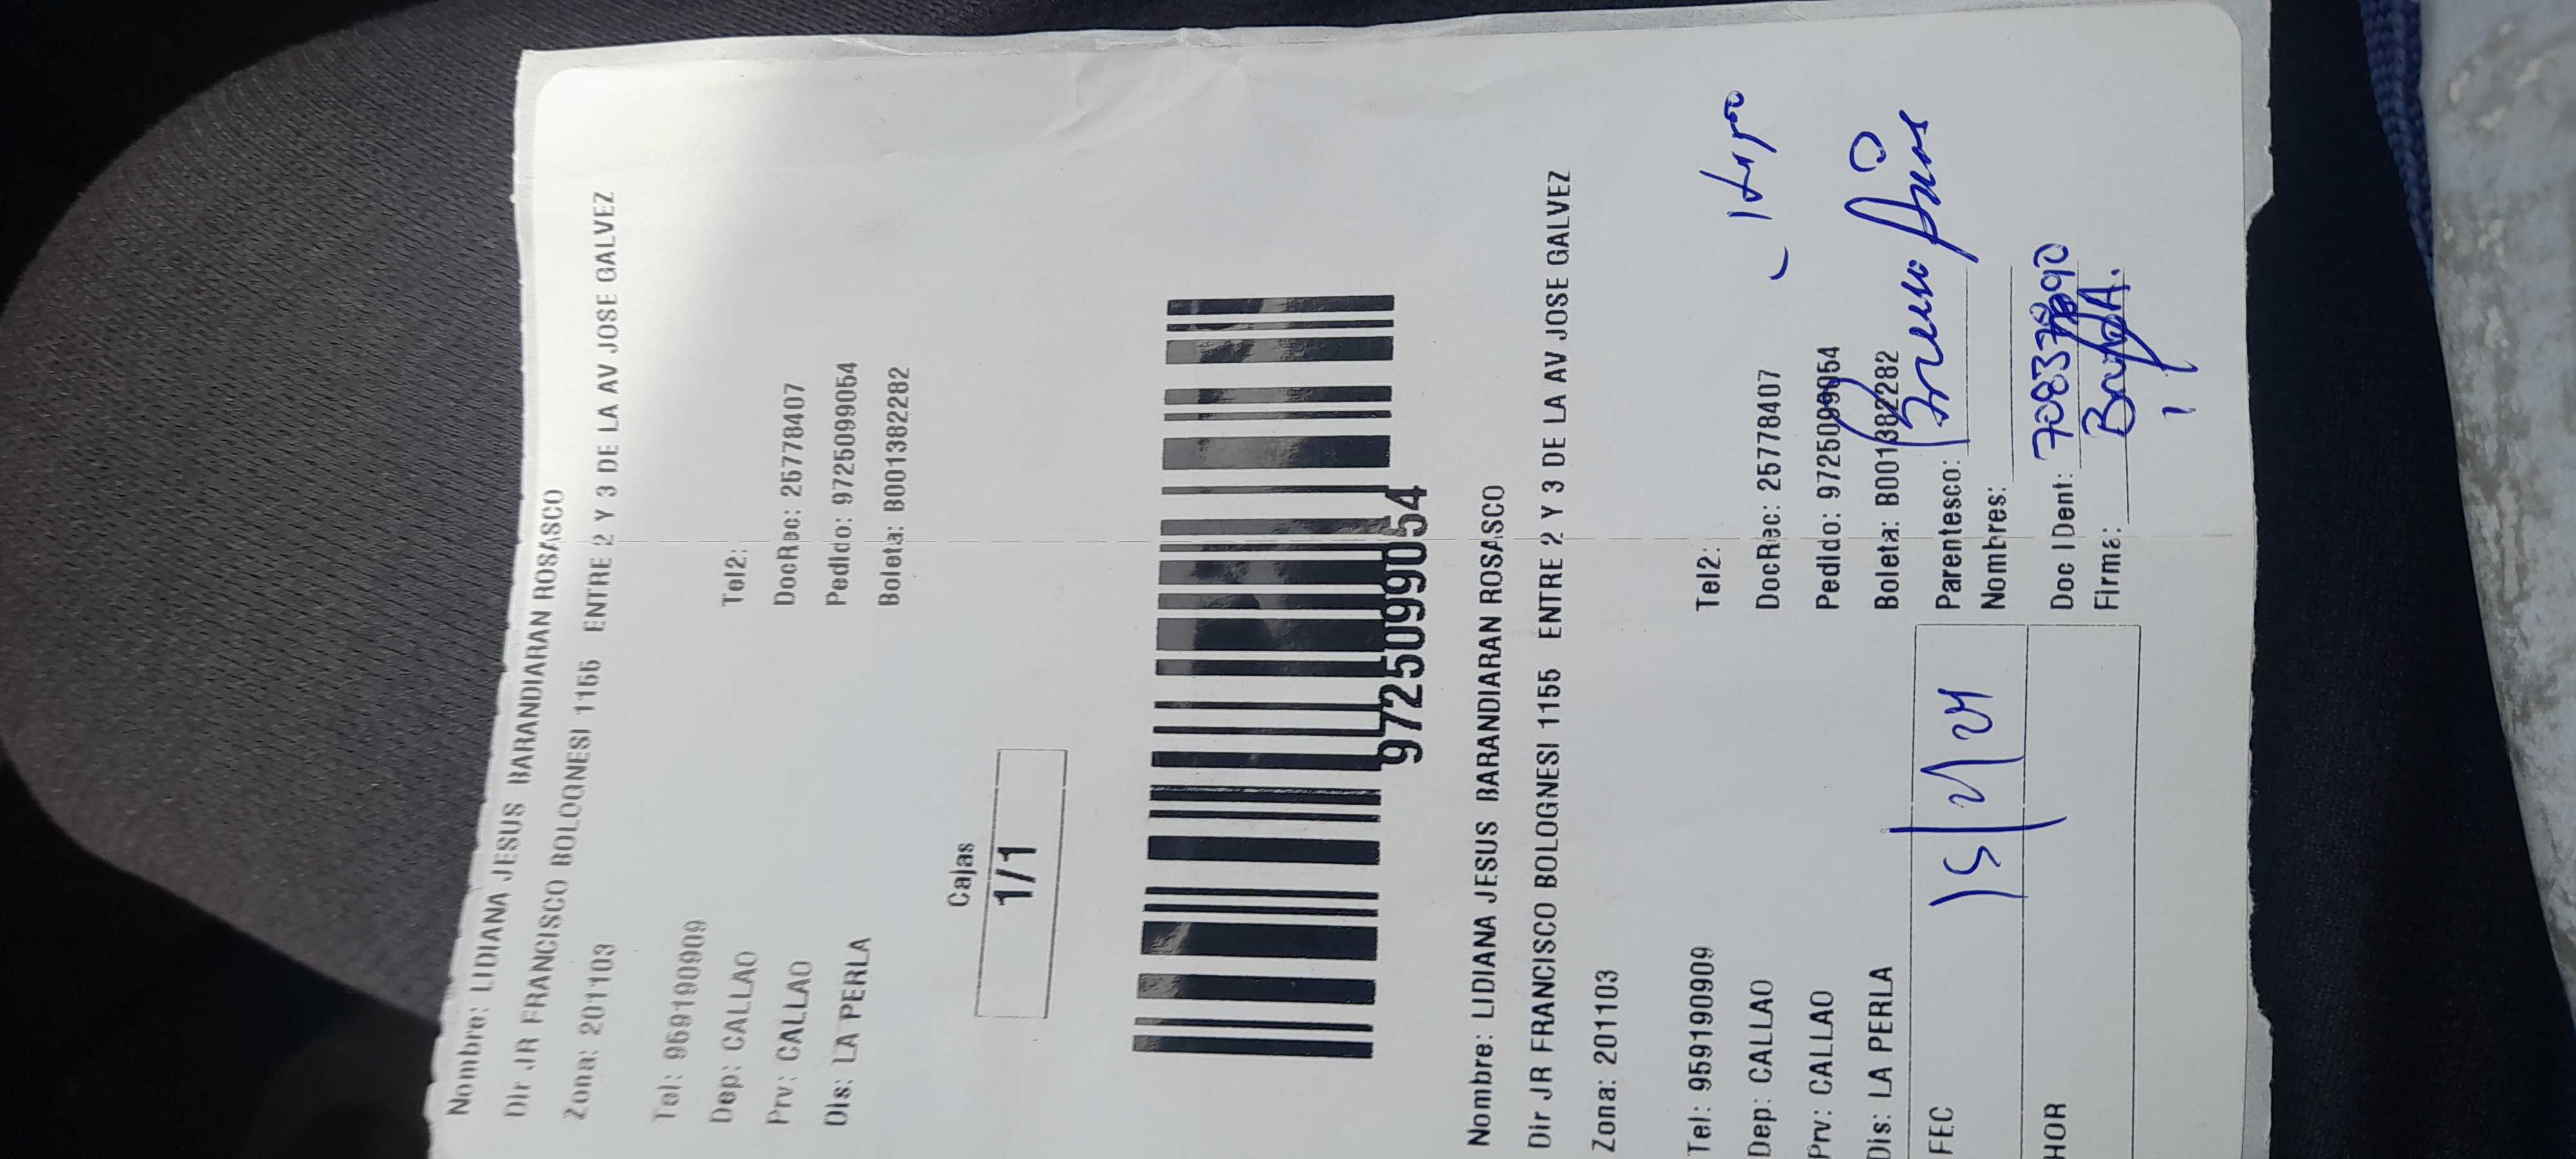 Nombre: LIDIANA JESUS BARANDIARAN ROSASCO
Dir JR FRANCISCO BOLOGNESI 1155 ENTRE 2 Y 3 DE LA AV JOSE GALVEZ
Zona: 201103
Tel: 959190909 Tel2:
Dep: CALLAO DocRec: 25778407
Prv: CALLAO Pedido: 9725099054
Dis: LA PERLA Boleta: B001382282
Cajas
1/1
9725099054
Nombre: LIDIANA JESUS BARANDIARAN ROSASCO
Dir JR FRANCISCO BOLOGNESI 1155 ENTRE 2 Y 3 DE LA AV JOSE GALVEZ
Zona: 201103
Tel: 959190909 Tel2:
Dep: CALLAO DocRec: 25778407
Prv: CALLAO Pedido: 9725099054
Dis: LA PERLA Boleta: B001382282
FEC Parentesco:
Nombres:
HOR Doc IDent:
Firma: